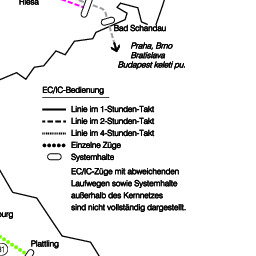 Riesa
Bad Schandau
Praha, Brno
Bratislava
Budapest keleti pu.
EC/IC-Bedienung
Linie im 1-Stunden-Takt
Linie im 2-Stunden-Takt
Linie im 4-Stunden-Takt
Einzelne Züge
Systemhalte
EC/IC-Züge mit abweichenden
Laufwegen sowie Systemhalte
außerhalb des Kernnetzes
sind nicht vollständig dargestellt.
Plattling